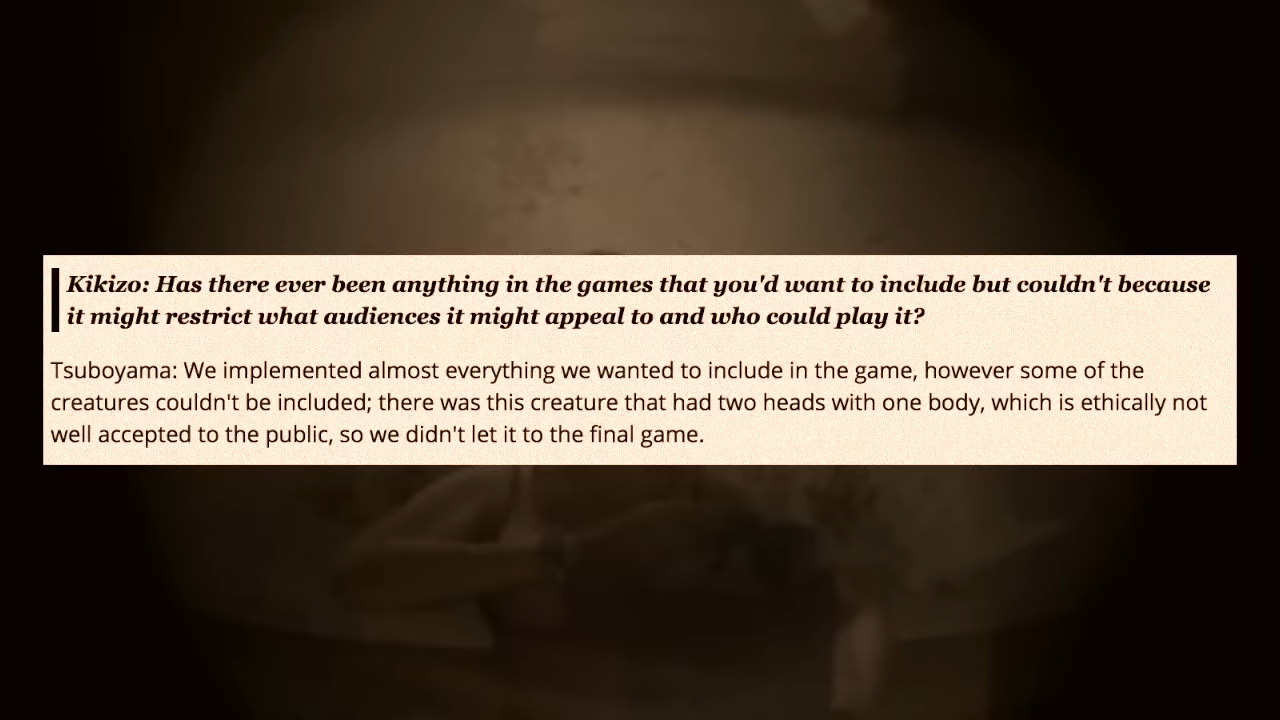 Kikizo: Has there ever been anything in the games that you'd want to include but couldn't because
it might restrict what audiences it might appeal to and who could play it?
Tsuboyama: We implemented almost everything we wanted to include in the game, however some of the
creatures couldn't be included; there was this creature that had two heads with one body, which is ethically not
well accepted to the public, so we didn't let it to the final game.